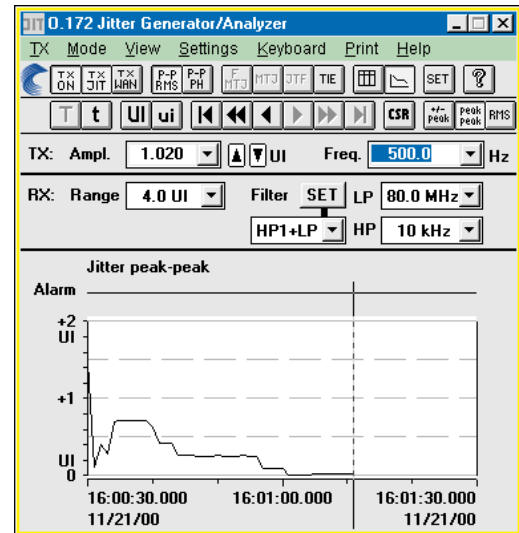 JIT O.172 Jitter Generator/Analyzer
TX Mode View Settings Keyboard Print Help
TX ON TX JIT TX WAN P-P RMS P-P PH F MTJ MTJ JTF TIE SET ?
T t UI ui CSR +/- Peak Peak Peak RMS
TX: Ampl. 1.020 UI Freq. 500.0 Hz
RX: Range 4.0 UI Filter SET LP 80.0 MHz
HP1+LP HP 10 kHz
Jitter peak-peak
Alarm
+2
UI
+1
UI
0
16:00:30.000 16:01:00.000 16:01:30.000
11/21/00 11/21/00